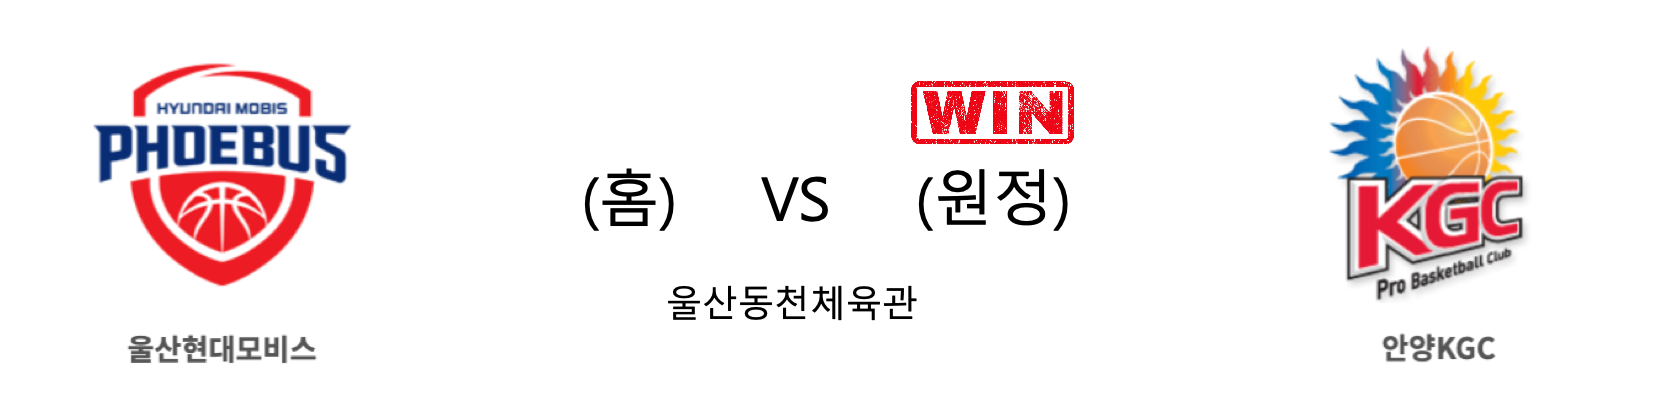 HYUNDAI MOBIS
PHOEBUS
울산현대모비스
WIN
(홈) VS (원정)
울산동천체육관
KGC
Pro Basketball Club
안양KGC